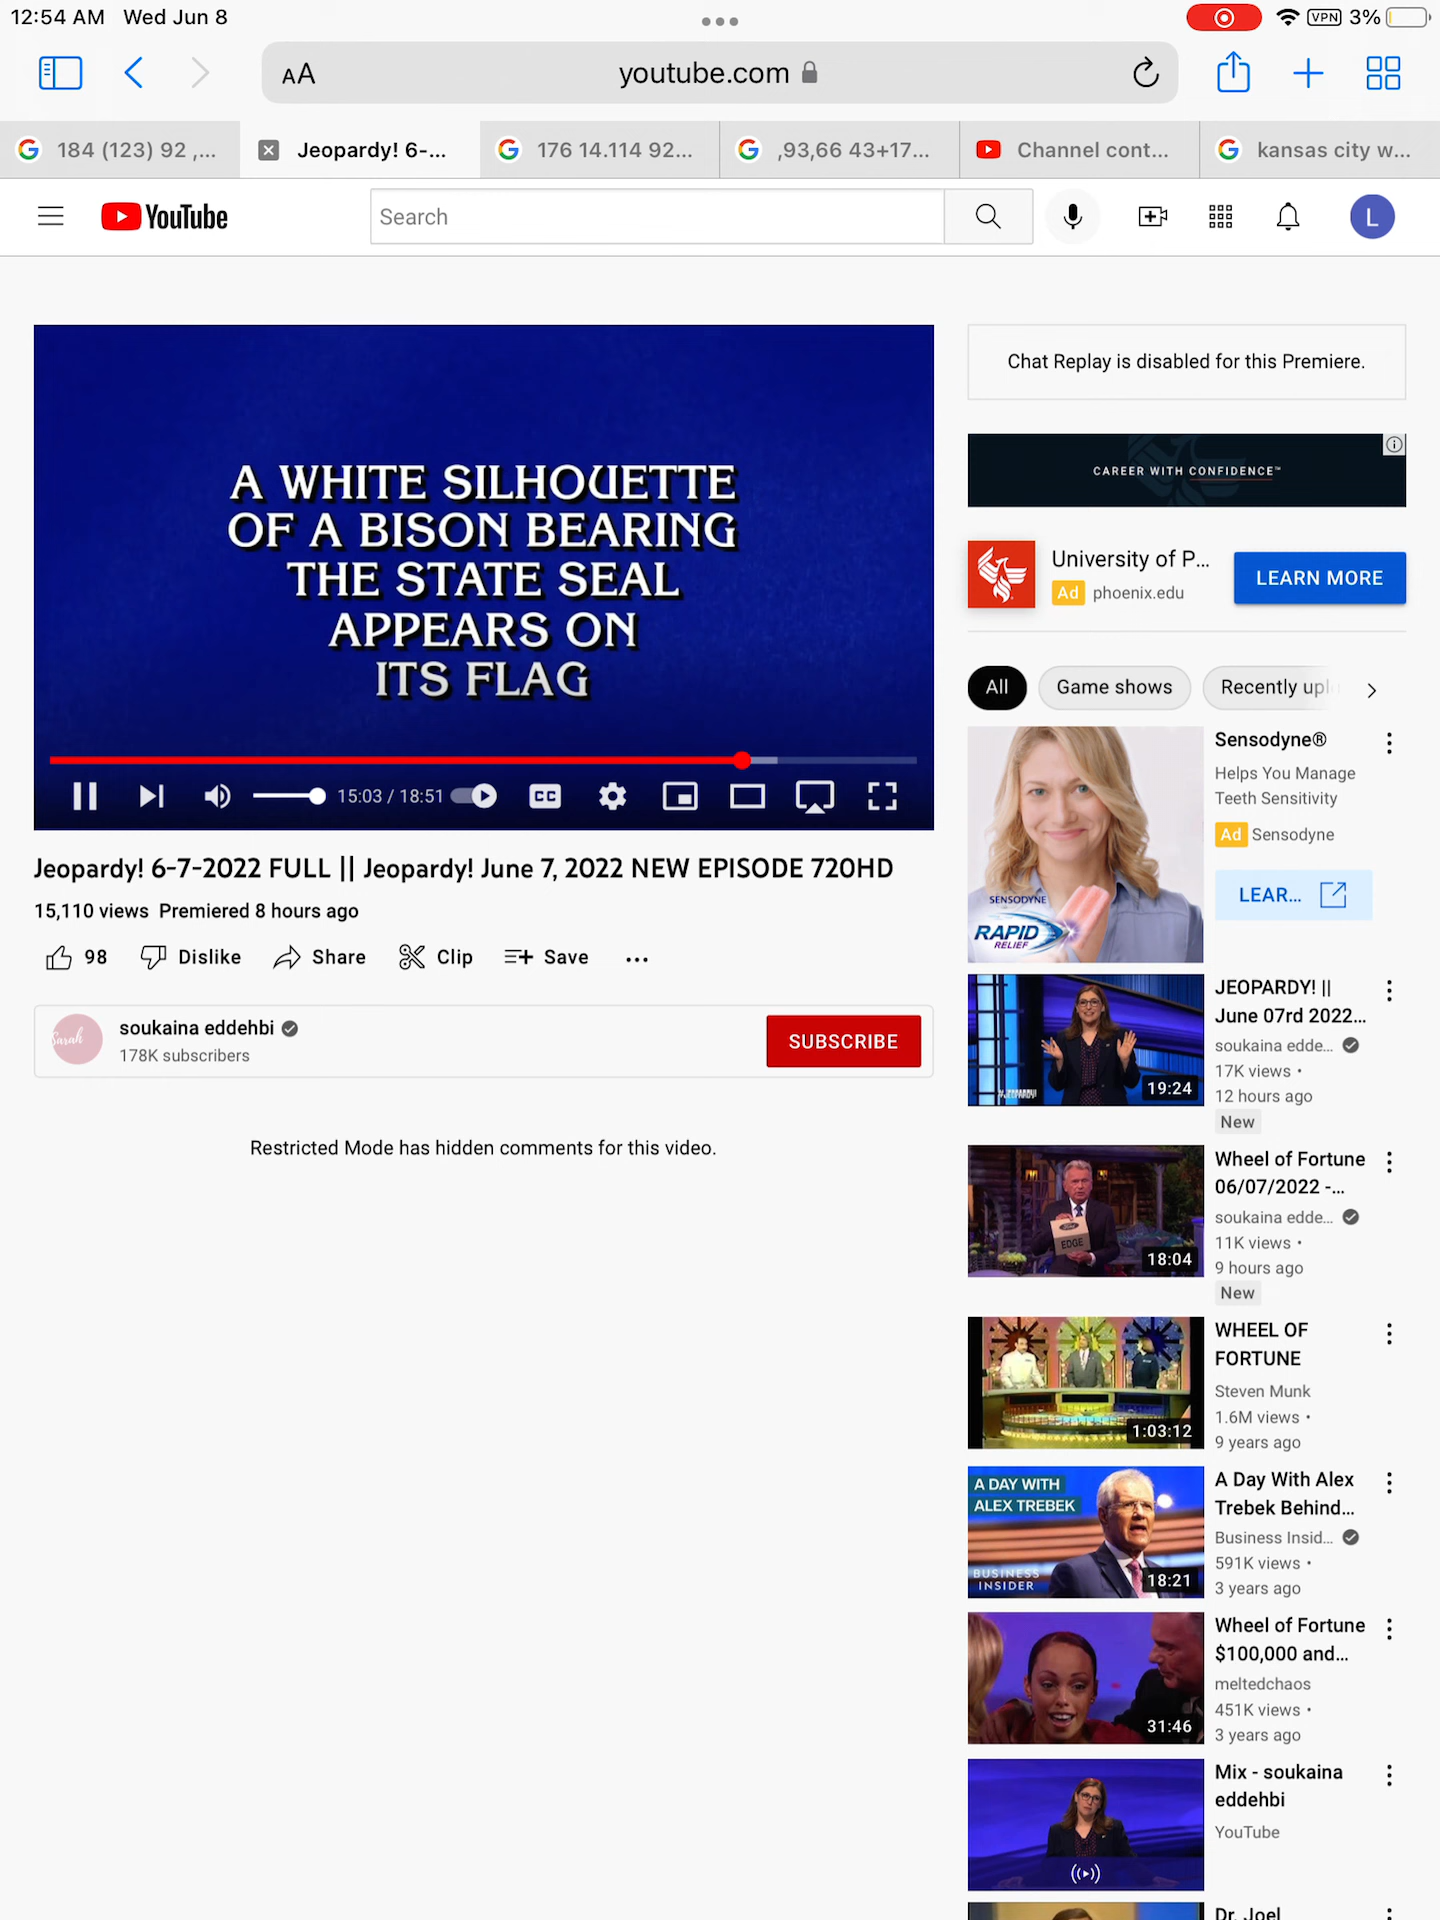 12:54 AM Wed Jun 8
VPN 3%
AA
youtube.com
184 (123) 92 ,...
Jeopardy! 6-...
176 14.114 92...
,93,66 43+17...
Channel cont...
kansas city w...
YouTube
Search
L
A WHITE SILHOUETTE
OF A BISON BEARING
THE STATE SEAL
APPEARS ON
ITS FLAG
15:03 / 18:51
CC
Jeopardy! 6-7-2022 FULL || Jeopardy! June 7, 2022 NEW EPISODE 720HD
15,110 views Premiered 8 hours ago
98 Dislike Share Clip Save
Sarah
soukaina eddehbi
178K subscribers
SUBSCRIBE
Restricted Mode has hidden comments for this video.
Chat Replay is disabled for this Premiere.
CAREER WITH CONFIDENCE™
University of P...
Ad phoenix.edu
LEARN MORE
All
Game shows
Recently upl
SENSODYNE
RAPID
RELIEF
Sensodyne®
Helps You Manage
Teeth Sensitivity
Ad Sensodyne
LEAR...
19:24
JEOPARDY! ||
June 07rd 2022...
soukaina edde...
17K views •
12 hours ago
New
EDGE
18:04
Wheel of Fortune
06/07/2022 -...
soukaina edde...
11K views •
9 hours ago
New
1:03:12
WHEEL OF
FORTUNE
Steven Munk
1.6M views •
9 years ago
A DAY WITH
ALEX TREBEK
BUSINESS
INSIDER
18:21
A Day With Alex
Trebek Behind...
Business Insid...
591K views •
3 years ago
31:46
Wheel of Fortune
$100,000 and...
meltedchaos
451K views •
3 years ago
Mix - soukaina
eddehbi
YouTube
Dr. Joel